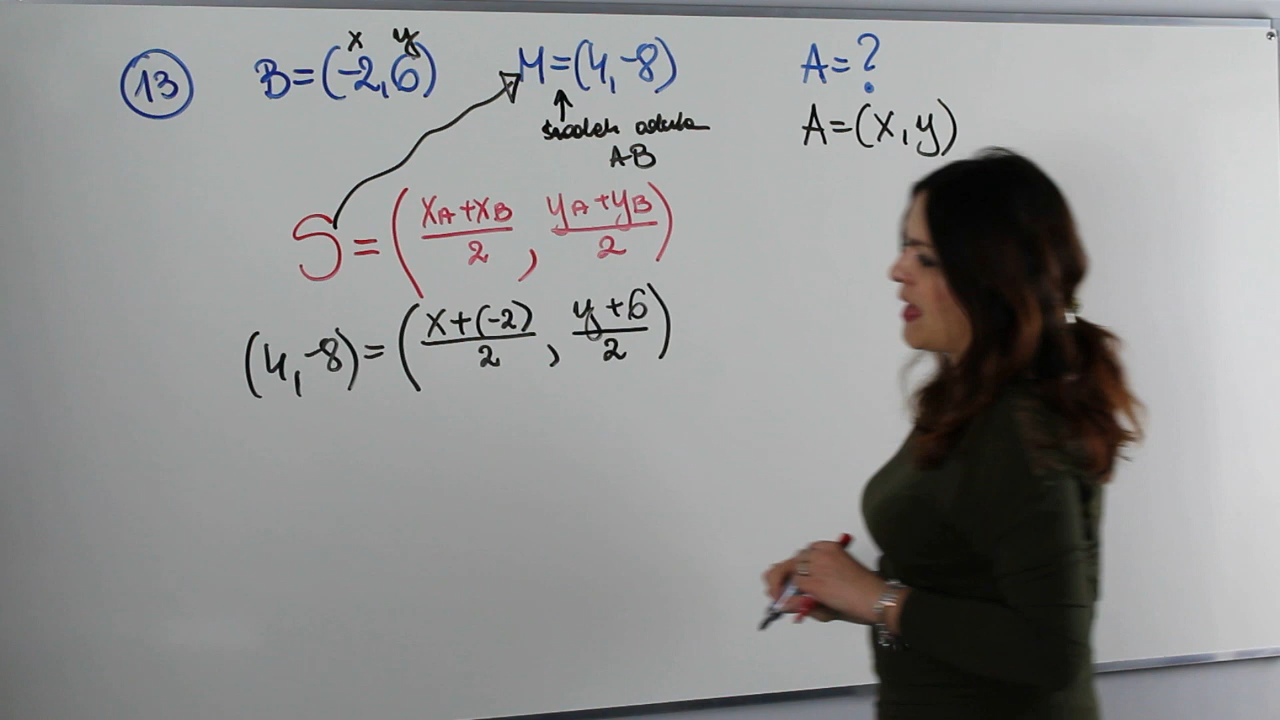 13 B=(-2,6) M=(4,-8) A=?
x y
środek odcinka
AB
A=(x,y)
S=(xA+xB/2, yA+yB/2)
(4,-8)=(x+(-2)/2, y+6/2)